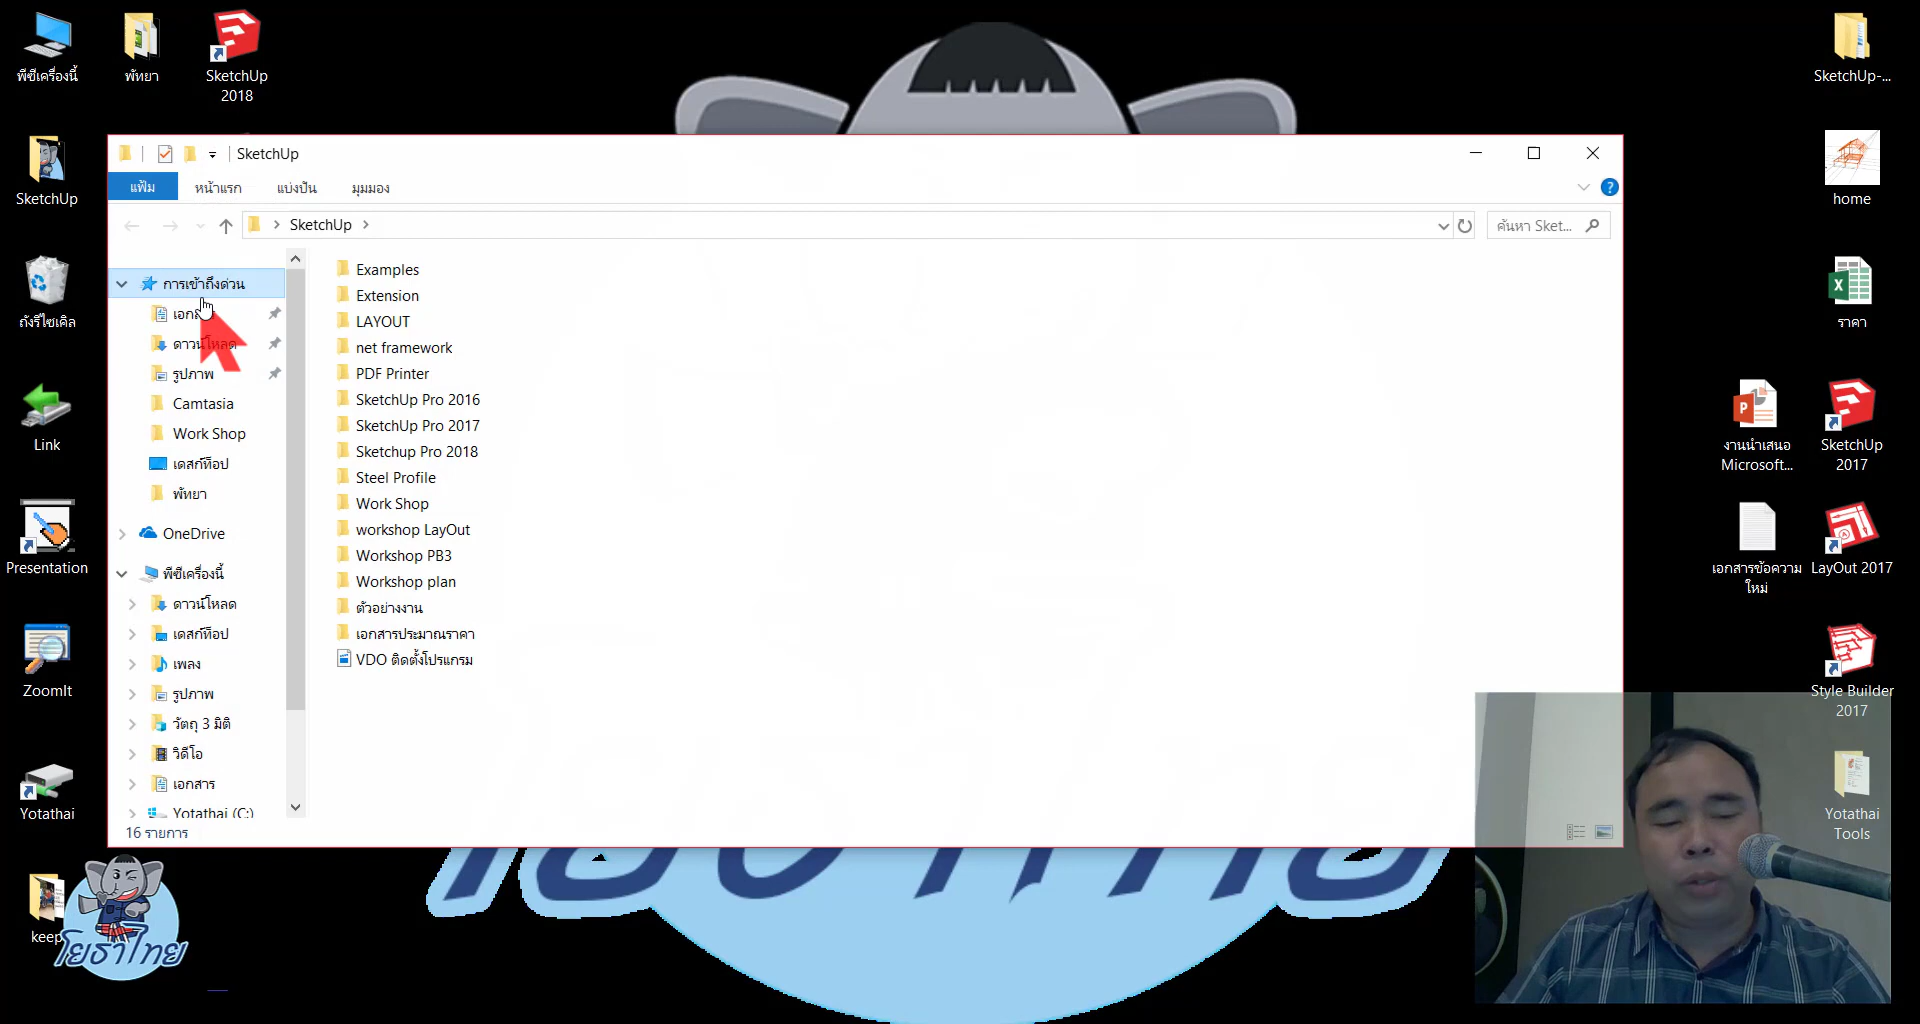 พีซีเครื่องนี้
พัทยา
SketchUp
2018
SketchUp-...
SketchUp
home
ถังรีไซเคิล
ราคา
Link
งานนำเสนอ
Microsoft...
SketchUp
2017
Presentation
เอกสารข้อความ
ใหม่
LayOut 2017
ZoomIt
Style Builder
2017
Yotathai
Yotathai
Tools
keep
โยธาไทย
SketchUp
แฟ้ม
หน้าแรก
แบ่งปัน
มุมมอง
SketchUp
ค้นหา Sket...
การเข้าถึงด่วน
ดาวน์โหลด
รูปภาพ
Camtasia
Work Shop
เดสก์ท็อป
พัทยา
OneDrive
พีซีเครื่องนี้
ดาวน์โหลด
เดสก์ท็อป
เพลง
รูปภาพ
วัตถุ 3 มิติ
วิดีโอ
เอกสาร
Yotathai (C:)
Examples
Extension
LAYOUT
net framework
PDF Printer
SketchUp Pro 2016
SketchUp Pro 2017
Sketchup Pro 2018
Steel Profile
Work Shop
workshop LayOut
Workshop PB3
Workshop plan
ตัวอย่างงาน
เอกสารประมาณราคา
VDO ติดตั้งโปรแกรม
16 รายการ